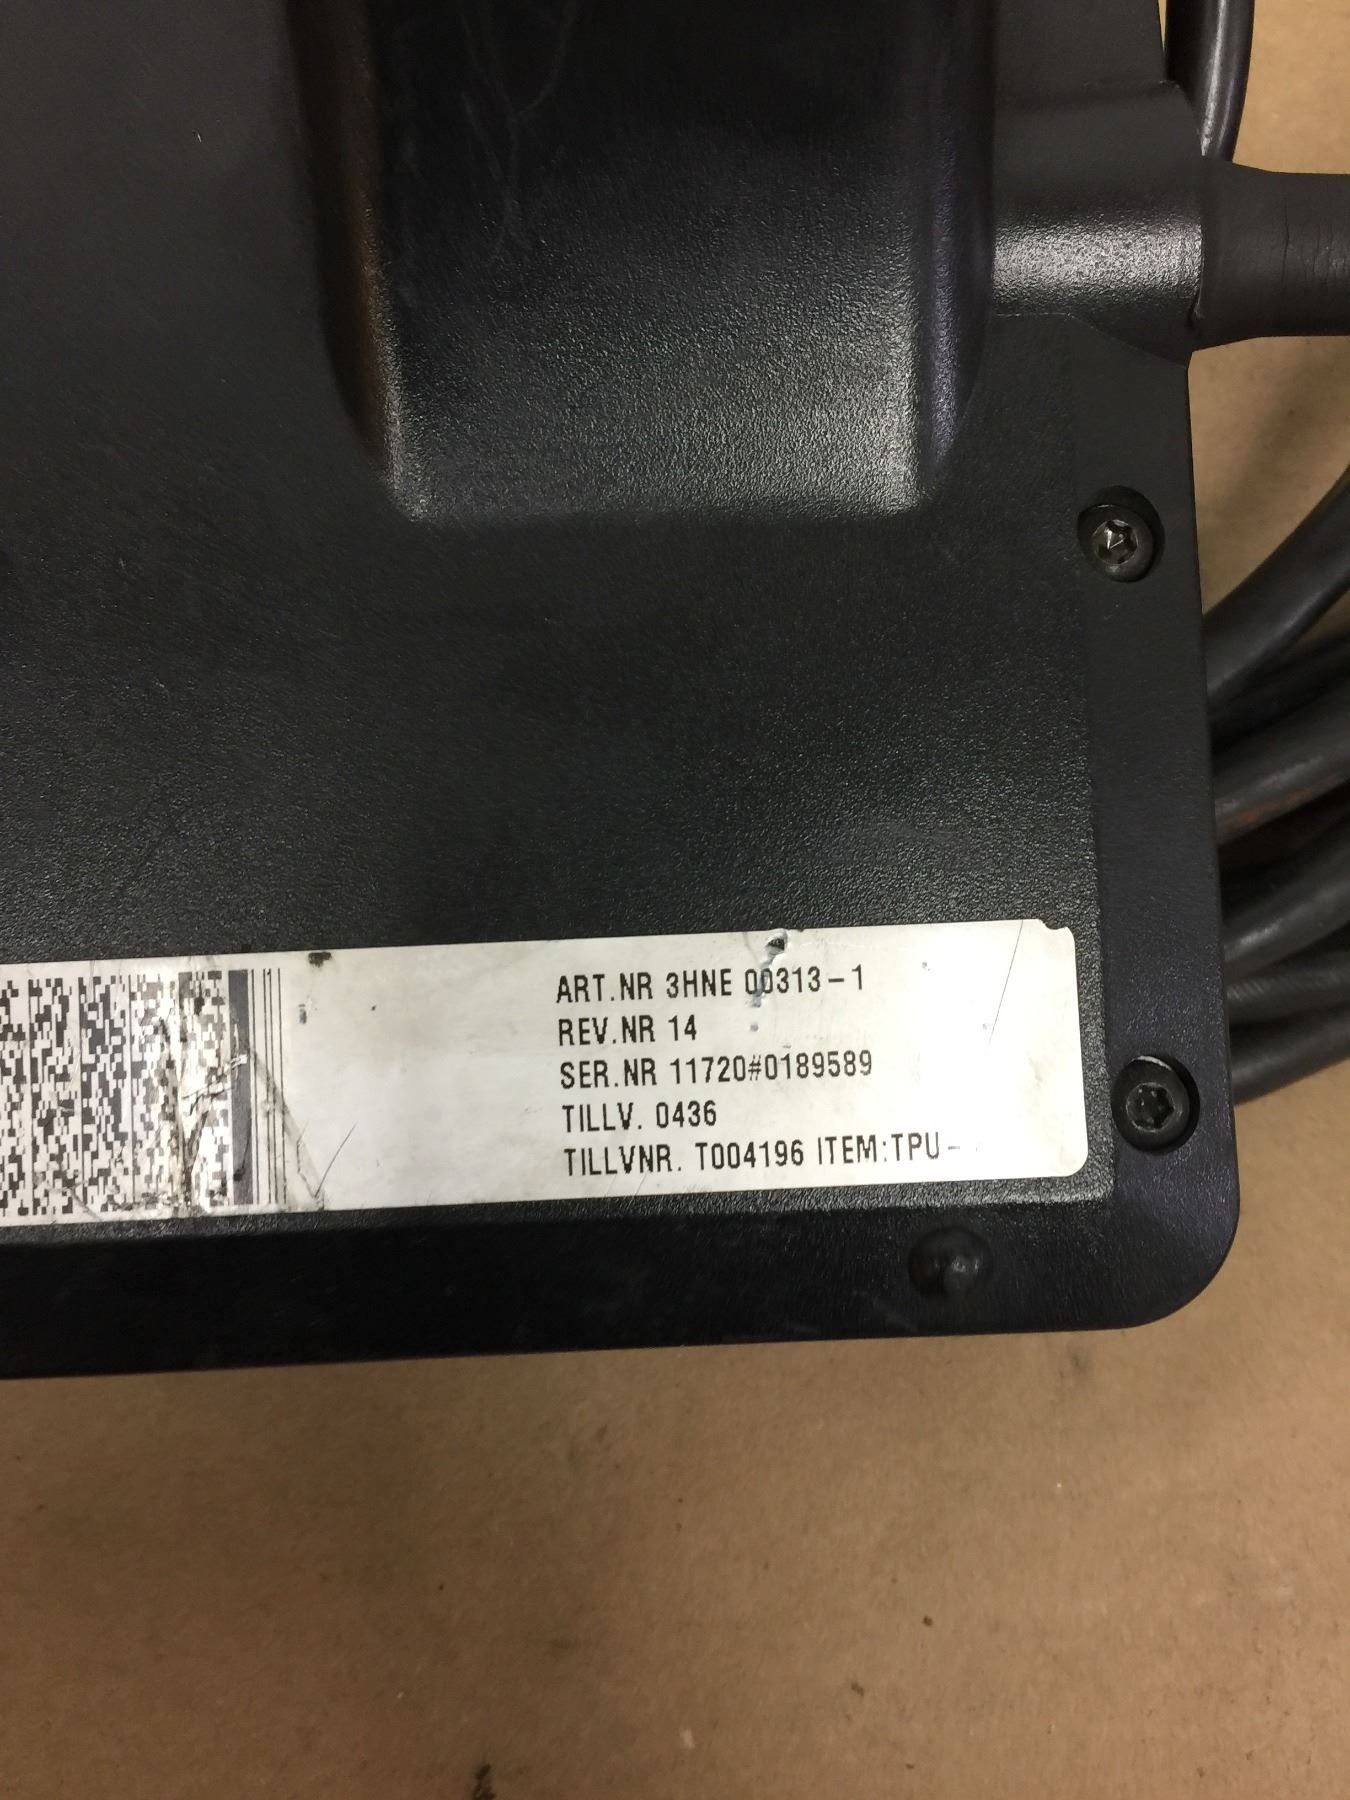 ART.NR 3HNE 00313-1
REV.NR 14
SER.NR 11720#0189589
TILLV. 0436
TILLVNR. T004196 ITEM:TPU-